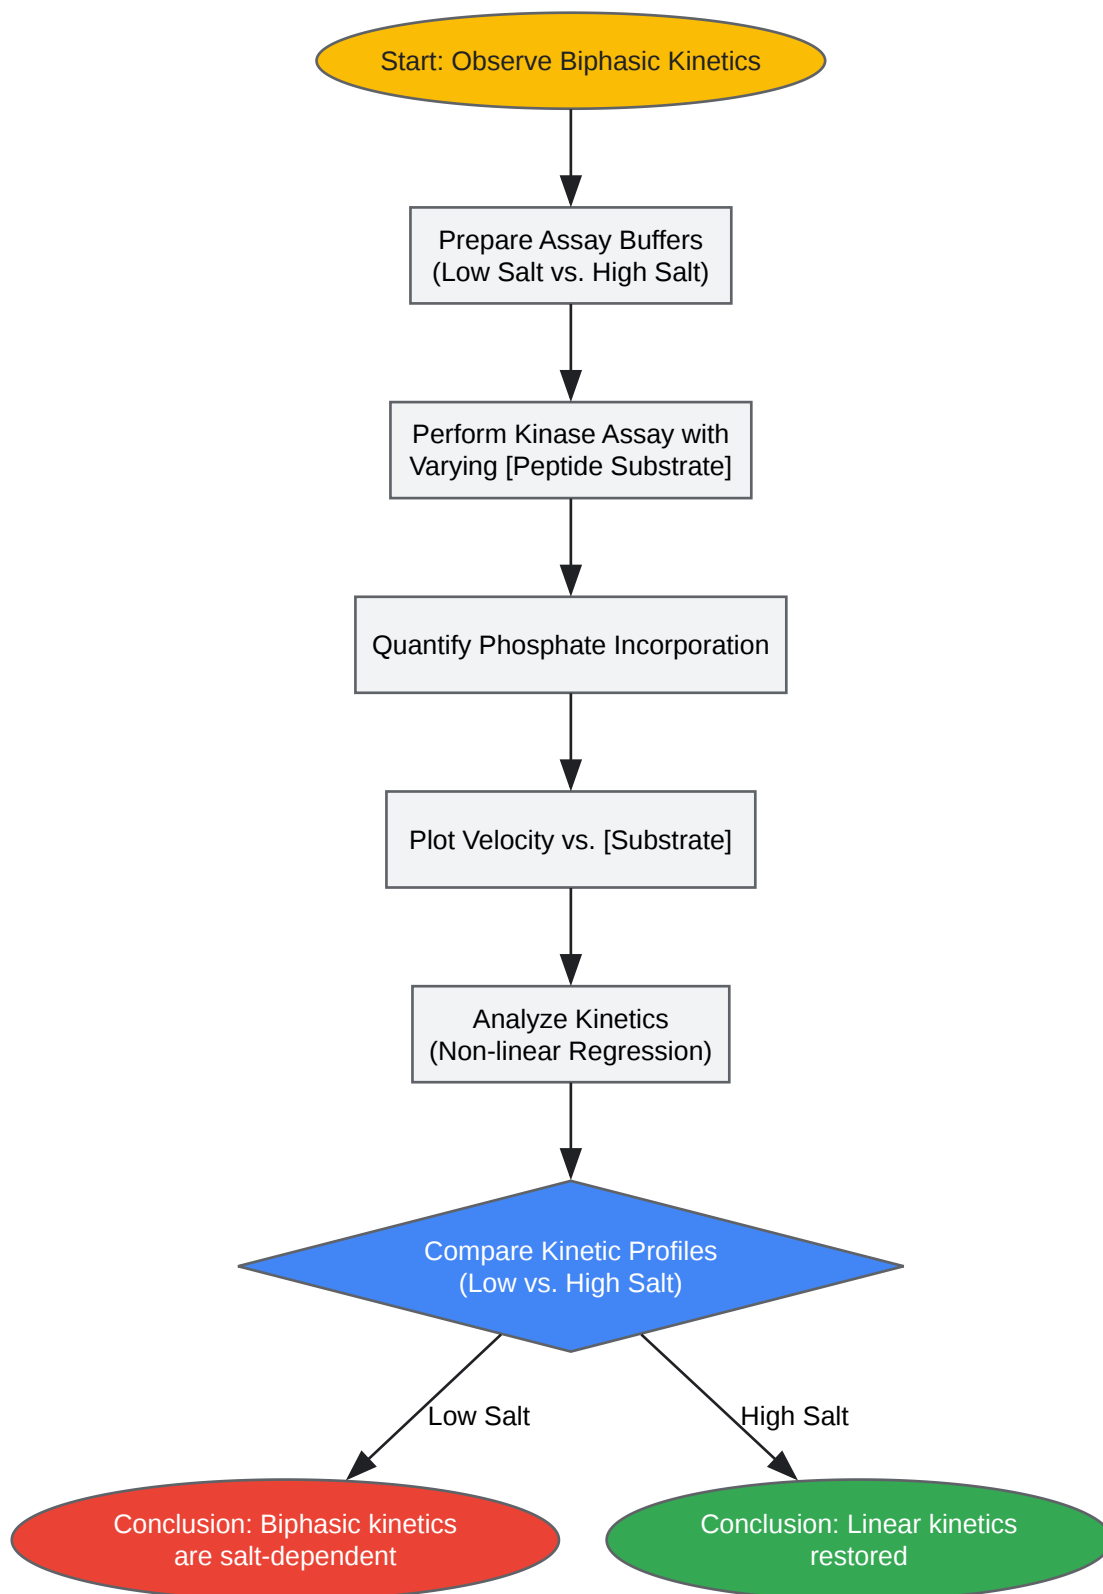 Start: Observe Biphasic Kinetics
Prepare Assay Buffers
(Low Salt vs. High Salt)
Perform Kinase Assay with
Varying [Peptide Substrate]
Quantify Phosphate Incorporation
Plot Velocity vs. [Substrate]
Analyze Kinetics
(Non-linear Regression)
Compare Kinetic Profiles
(Low vs. High Salt)
Low Salt
High Salt
Conclusion: Biphasic kinetics
are salt-dependent
Conclusion: Linear kinetics
restored